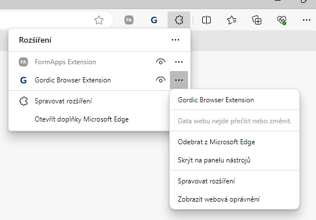 Rozšíření
FA FormApps Extension
G Gordic Browser Extension
Spravovat rozšíření
Otevřít doplňky Microsoft Edge
Gordic Browser Extension
Data webu nejde přečíst nebo změnit.
Odebrat z Microsoft Edge
Skrýt na panelu nástrojů
Spravovat rozšíření
Zobrazit webová oprávnění